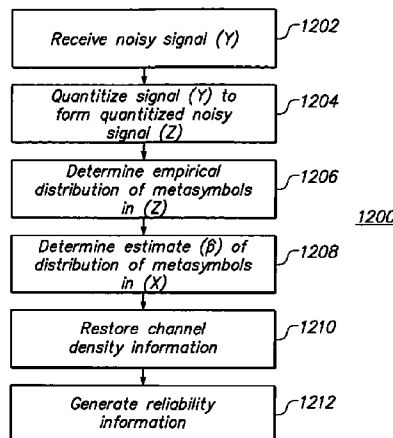 Receive noisy signal (Y)
1202
Quantitize signal (Y) to
form quantitized noisy
signal (Z)
1204
Determine empirical
distribution of metasymbols
in (Z)
1206
1200
Determine estimate (β) of
distribution of metasymbols
in (X)
1208
Restore channel
density information
1210
Generate reliability
information
1212